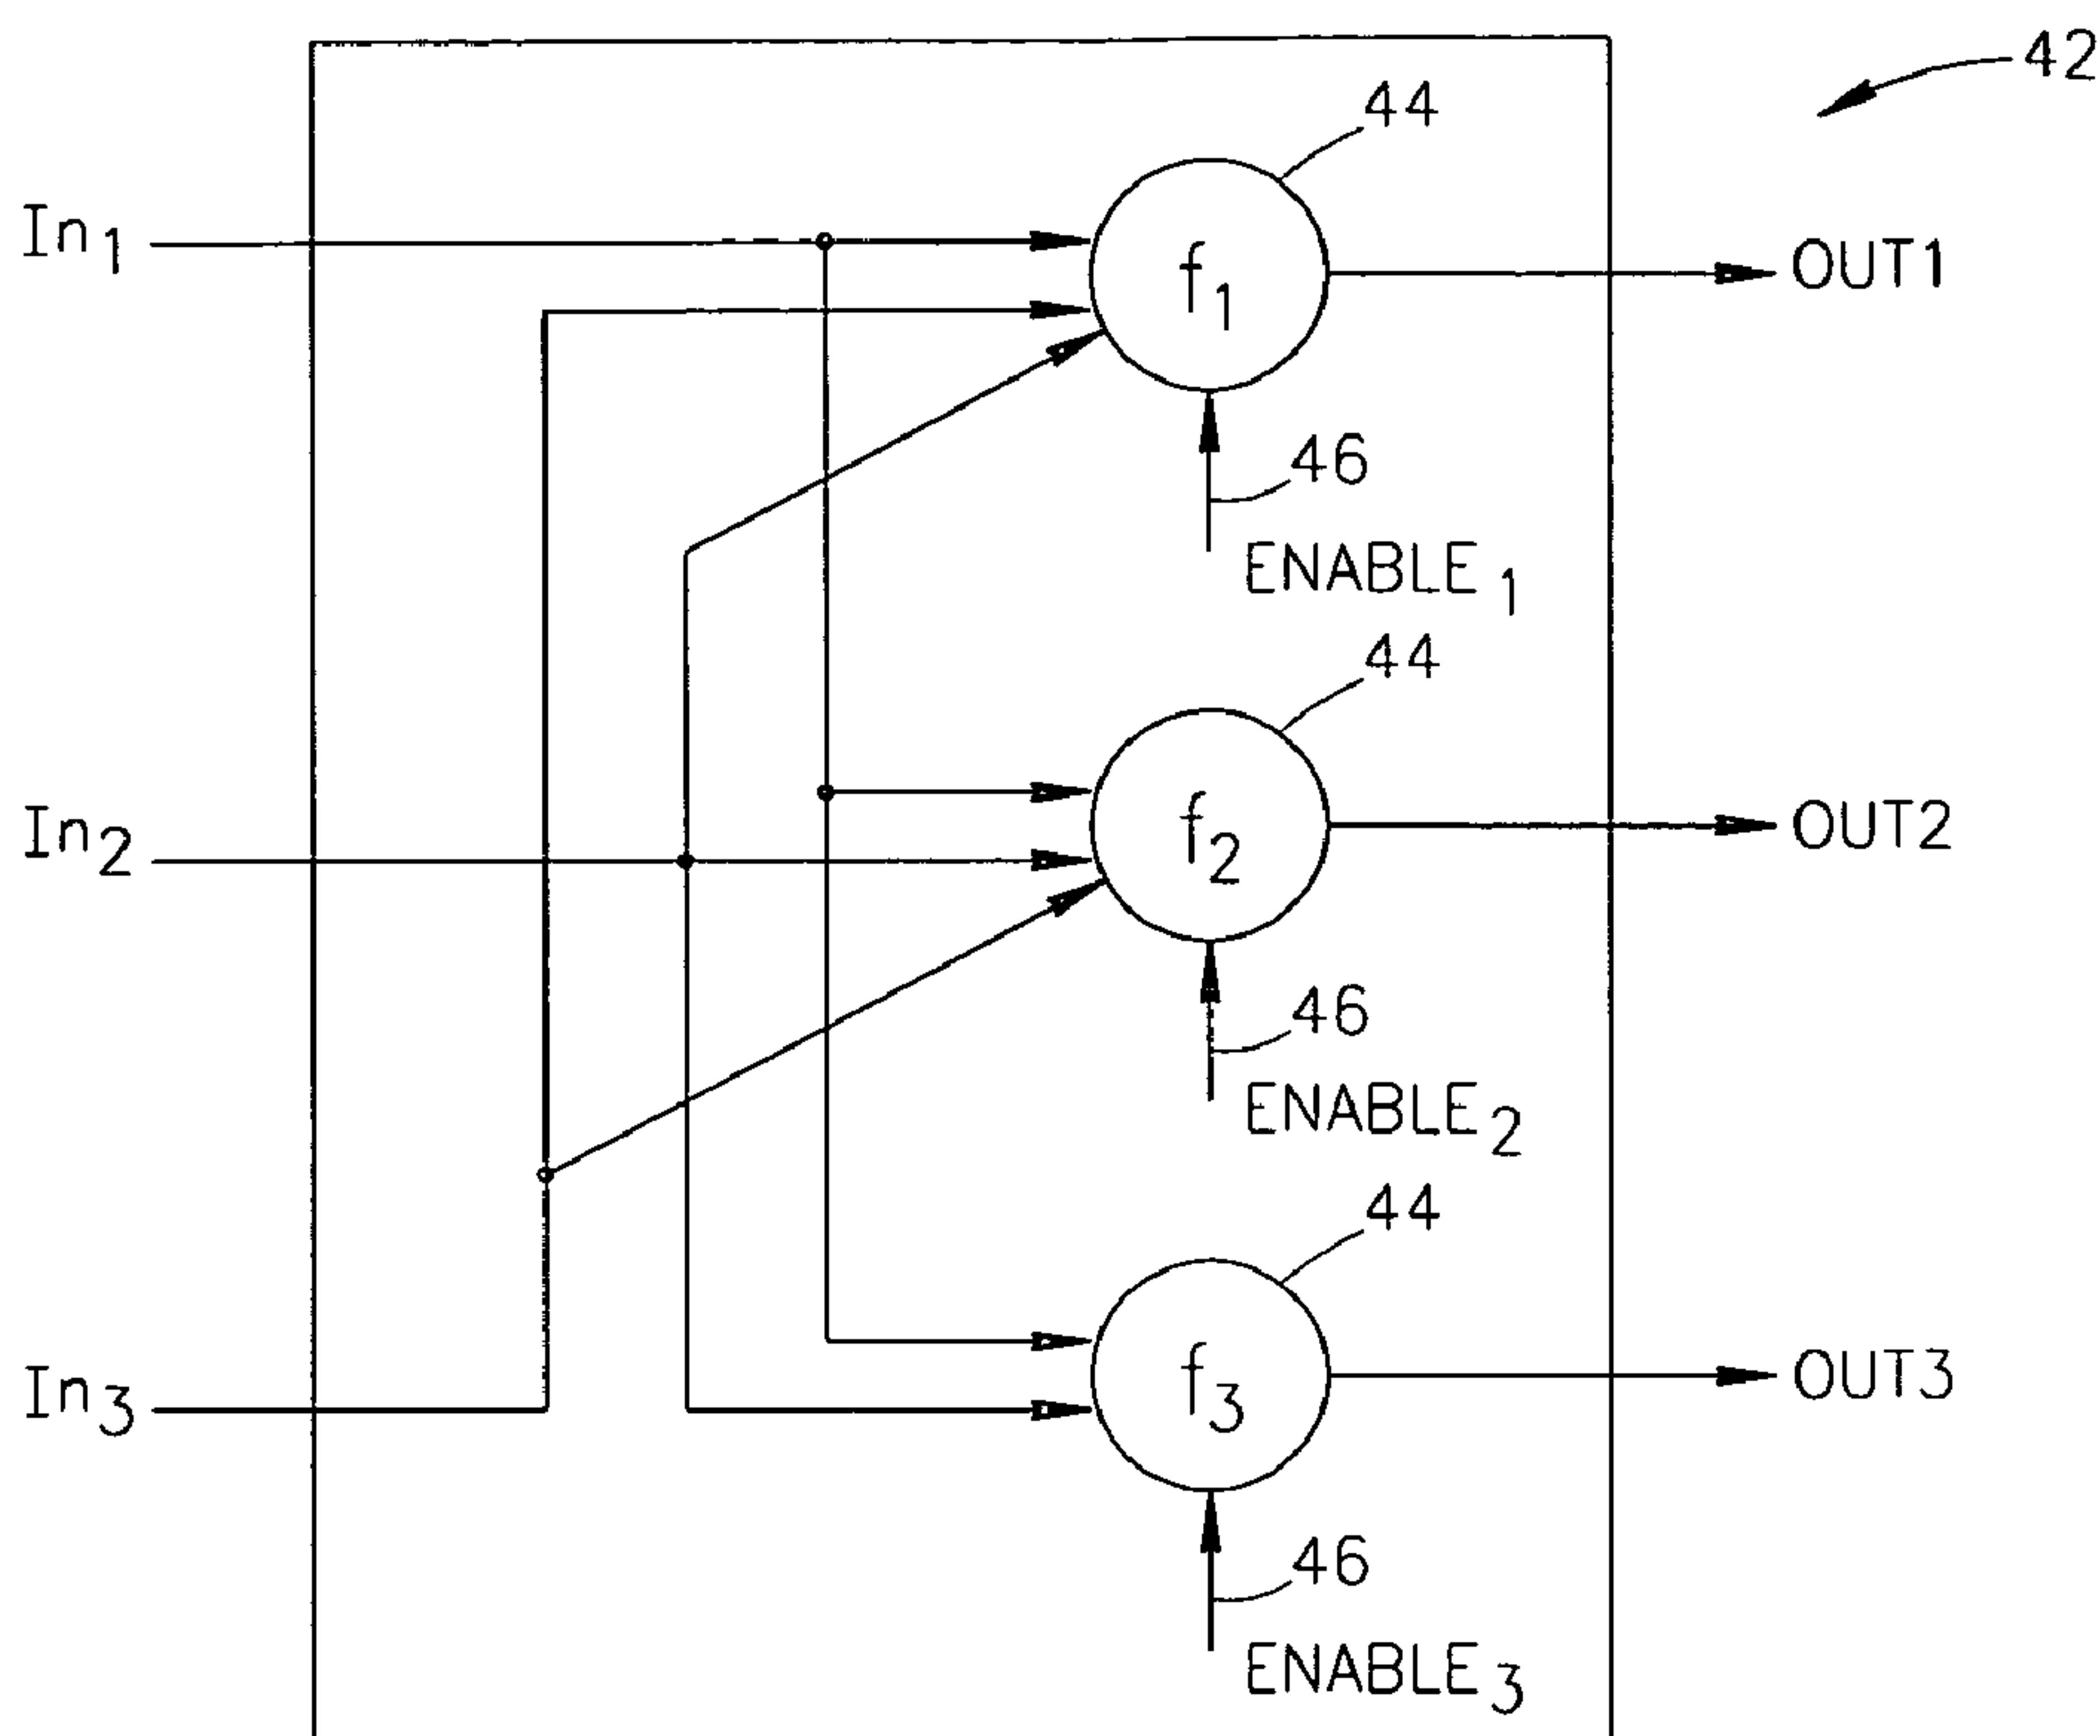 42
44
In1
f1
OUT1
46
ENABLE1
44
In2
f2
OUT2
46
ENABLE2
44
In3
f3
OUT3
46
ENABLE3